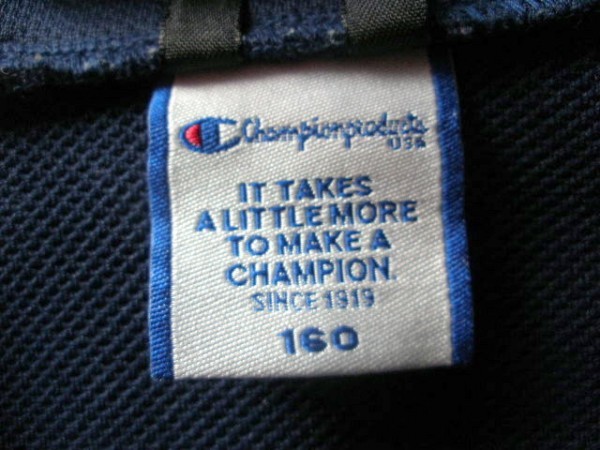 Championproducts
USA
IT TAKES
A LITTLE MORE
TO MAKE A
CHAMPION.
SINCE 1919
160